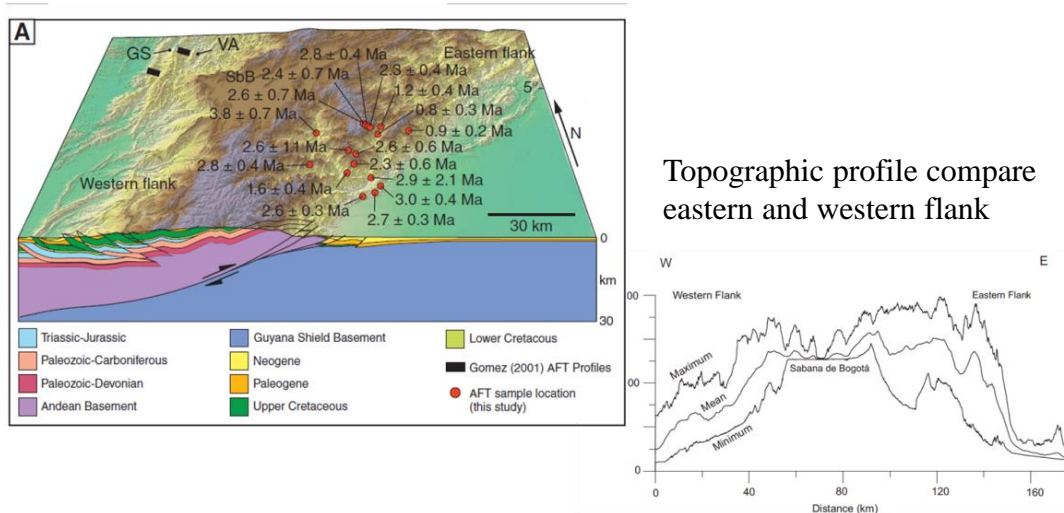 A
GS
VA
Eastern flank
2.8 ± 0.4 Ma
SbB
2.4 ± 0.7 Ma
2.3 ± 0.4 Ma
2.6 ± 0.7 Ma
1.2 ± 0.4 Ma
5°
3.8 ± 0.7 Ma
0.8 ± 0.3 Ma
0.9 ± 0.2 Ma
N
2.6 ± 1.1 Ma
2.6 ± 0.6 Ma
2.8 ± 0.4 Ma
2.3 ± 0.6 Ma
Western flank
2.9 ± 2.1 Ma
1.6 ± 0.4 Ma
3.0 ± 0.4 Ma
2.6 ± 0.3 Ma
2.7 ± 0.3 Ma
30 km
0
km
30
Triassic-Jurassic
Paleozoic-Carboniferous
Paleozoic-Devonian
Andean Basement
Guyana Shield Basement
Neogene
Paleogene
Upper Cretaceous
Lower Cretacous
Gomez (2001) AFT Profiles
AFT sample location
(this study)
Topographic profile compare
eastern and western flank
W
E
00
Western Flank
Eastern Flank
Maximum
Sabana de Bogotá
00
Mean
Minimum
0
40
80
120
160
Distance (km)